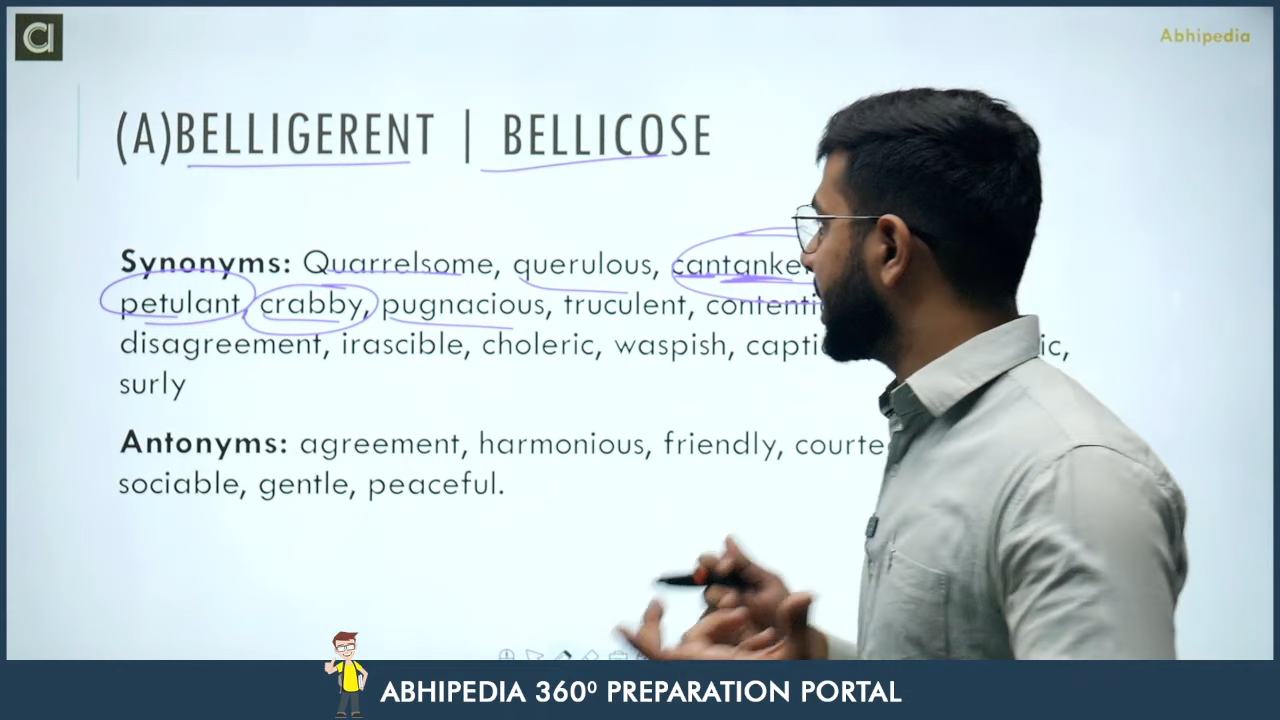 CA
Abhipedia
(A)BELLIGERENT | BELLICOSE
Synonyms: Quarrelsome, querulous,
petulant, crabby, pugnacious, truculent,
disagreement, irascible, choleric, waspish,
surly
Antonyms: agreement, harmonious, friendly,
sociable, gentle, peaceful.
ABHIPEDIA 360⁰ PREPARATION PORTAL